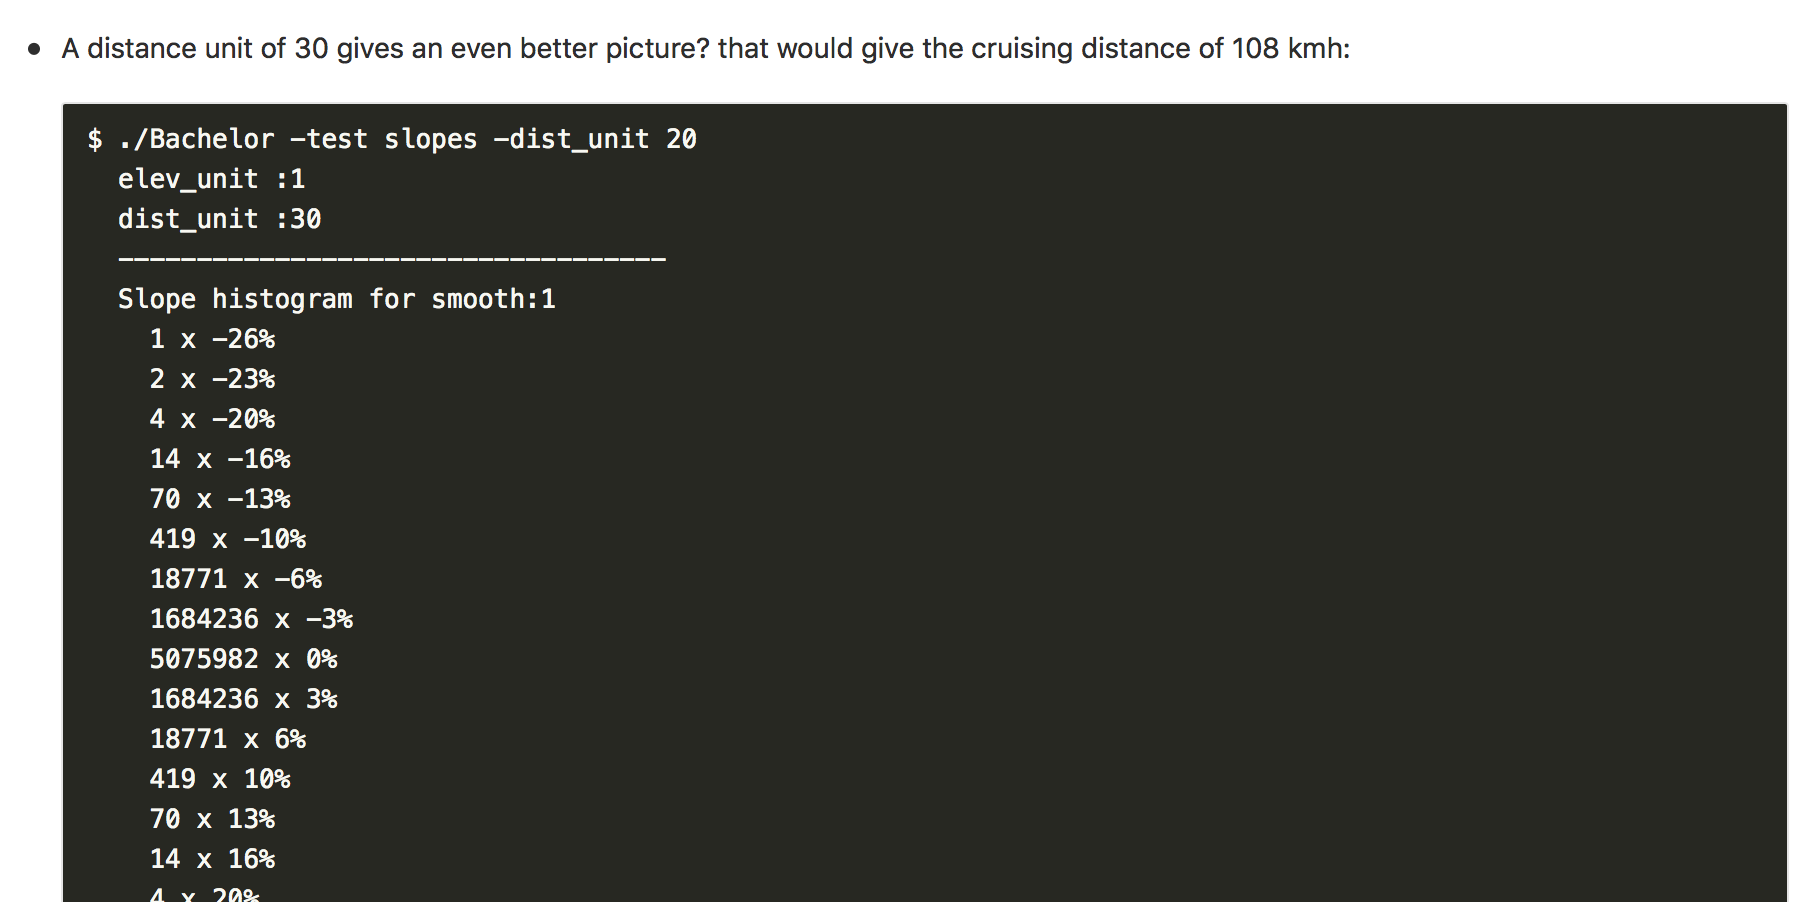 A distance unit of 30 gives an even better picture? that would give the cruising distance of 108 kmh:
$ ./Bachelor -test slopes -dist_unit 20
elev_unit :1
dist_unit :30
-----------------------------------
Slope histogram for smooth:1
1 x -26%
2 x -23%
4 x -20%
14 x -16%
70 x -13%
419 x -10%
18771 x -6%
1684236 x -3%
5075982 x 0%
1684236 x 3%
18771 x 6%
419 x 10%
70 x 13%
14 x 16%
4 x 20%